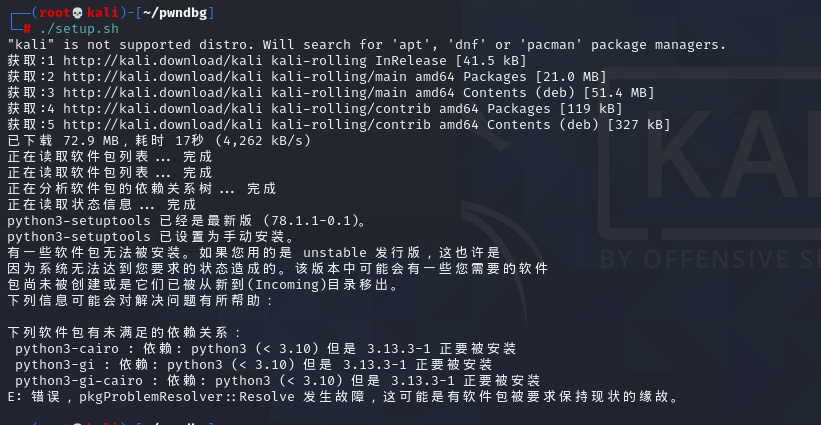 ┌──(root💀kali)-[~/pwndbg]
└─# ./setup.sh
"kali" is not supported distro. Will search for 'apt', 'dnf' or 'pacman' package managers.
获取:1 http://kali.download/kali kali-rolling InRelease [41.5 kB]
获取:2 http://kali.download/kali kali-rolling/main amd64 Packages [21.0 MB]
获取:3 http://kali.download/kali kali-rolling/main amd64 Contents (deb) [51.4 MB]
获取:4 http://kali.download/kali kali-rolling/contrib amd64 Packages [119 kB]
获取:5 http://kali.download/kali kali-rolling/contrib amd64 Contents (deb) [327 kB]
已下载 72.9 MB，耗时 17秒 (4,262 kB/s)
正在读取软件包列表... 完成
正在读取软件包列表... 完成
正在分析软件包的依赖关系树... 完成
正在读取状态信息... 完成
python3-setuptools 已经是最新版 (78.1.1-0.1)。
python3-setuptools 已设置为手动安装。
有一些软件包无法被安装。如果您用的是 unstable 发行版，这也许是
因为系统无法达到您要求的状态造成的。该版本中可能会有一些您需要的软件
包尚未被创建或是它们已被从新到(Incoming)目录移出。
下列信息可能会对解决问题有所帮助：
下列软件包有未满足的依赖关系：
python3-cairo : 依赖: python3 (< 3.10) 但是 3.13.3-1 正要被安装
python3-gi : 依赖: python3 (< 3.10) 但是 3.13.3-1 正要被安装
python3-gi-cairo : 依赖: python3 (< 3.10) 但是 3.13.3-1 正要被安装
E: 错误，pkgProblemResolver::Resolve 发生故障，这可能是有软件包被要求保持现状的缘故。
KAL
BY OFFENSIVE S